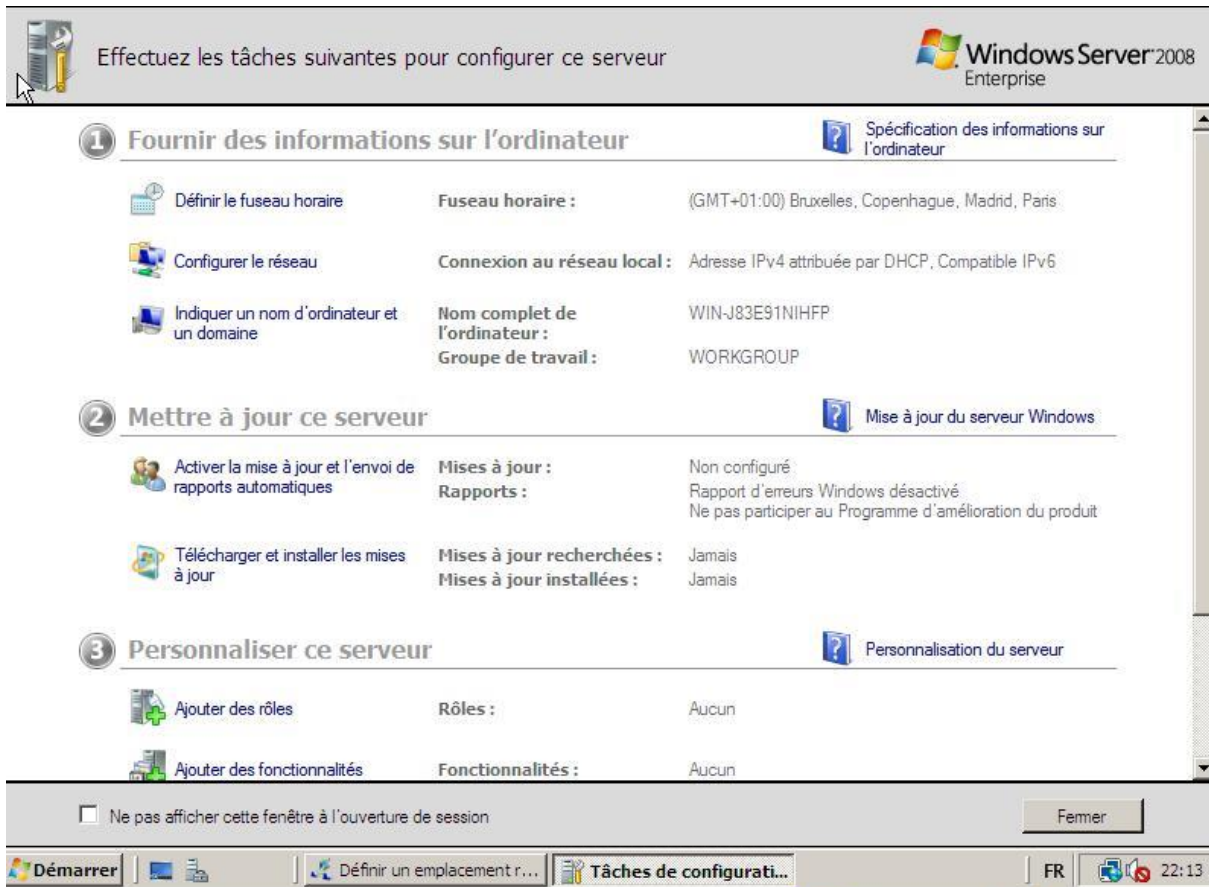 Effectuez les tâches suivantes pour configurer ce serveur
Windows Server 2008
Enterprise
1 Fournir des informations sur l'ordinateur
Spécification des informations sur
l'ordinateur
Définir le fuseau horaire
Fuseau horaire :
(GMT+01:00) Bruxelles, Copenhague, Madrid, Paris
Configurer le réseau
Connexion au réseau local :
Adresse IPv4 attribuée par DHCP, Compatible IPv6
Indiquer un nom d'ordinateur et
un domaine
Nom complet de
l'ordinateur :
WIN-J83E91NIHFP
Groupe de travail :
WORKGROUP
2 Mettre à jour ce serveur
Mise à jour du serveur Windows
Activer la mise à jour et l'envoi de
rapports automatiques
Mises à jour :
Non configuré
Rapports :
Rapport d'erreurs Windows désactivé
Ne pas participer au Programme d'amélioration du produit
Télécharger et installer les mises
à jour
Mises à jour recherchées :
Jamais
Mises à jour installées :
Jamais
3 Personnaliser ce serveur
Personnalisation du serveur
Ajouter des rôles
Rôles :
Aucun
Ajouter des fonctionnalités
Fonctionnalités :
Aucun
Ne pas afficher cette fenêtre à l'ouverture de session
Fermer
Démarrer
Définir un emplacement r...
Tâches de configurati...
FR
22:13